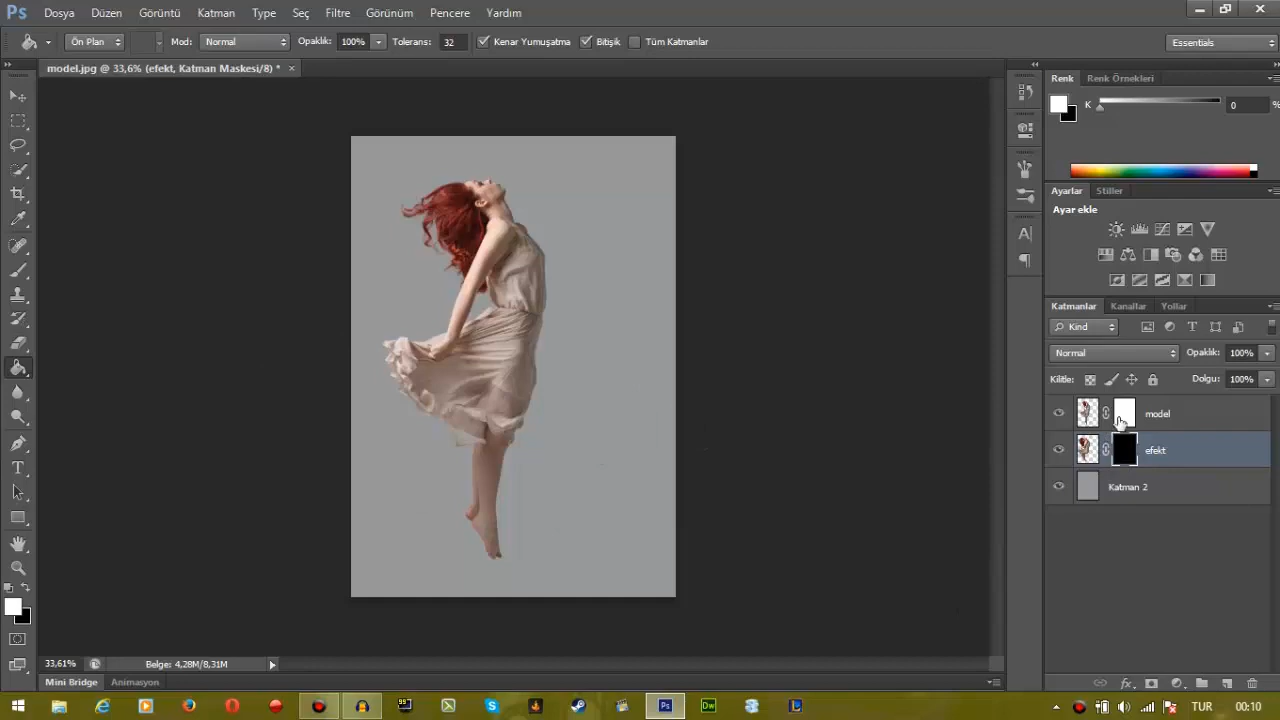 Ps Dosya Düzen Görüntü Katman Type Seç Filtre Görünüm Pencere Yardım
Ön Plan Mod: Normal Opaklık: 100% Tolerans: 32 Kenar Yumuşatma Bitişik Tüm Katmanlar Essentials
model.jpg @ 33,6% (efekt, Katman Maskesi/8) * ×
Renk Renk Örnekleri
K 0 %
Ayarlar Stiller
Ayar ekle
Katmanlar Kanallar Yollar
Kind
Normal Opaklık: 100%
Kilitle: Dolgu: 100%
model
efekt
Katman 2
33,61% Belge: 4,28M/8,31M
Mini Bridge Animasyon
fx
Ps Dw L TUR 00:10